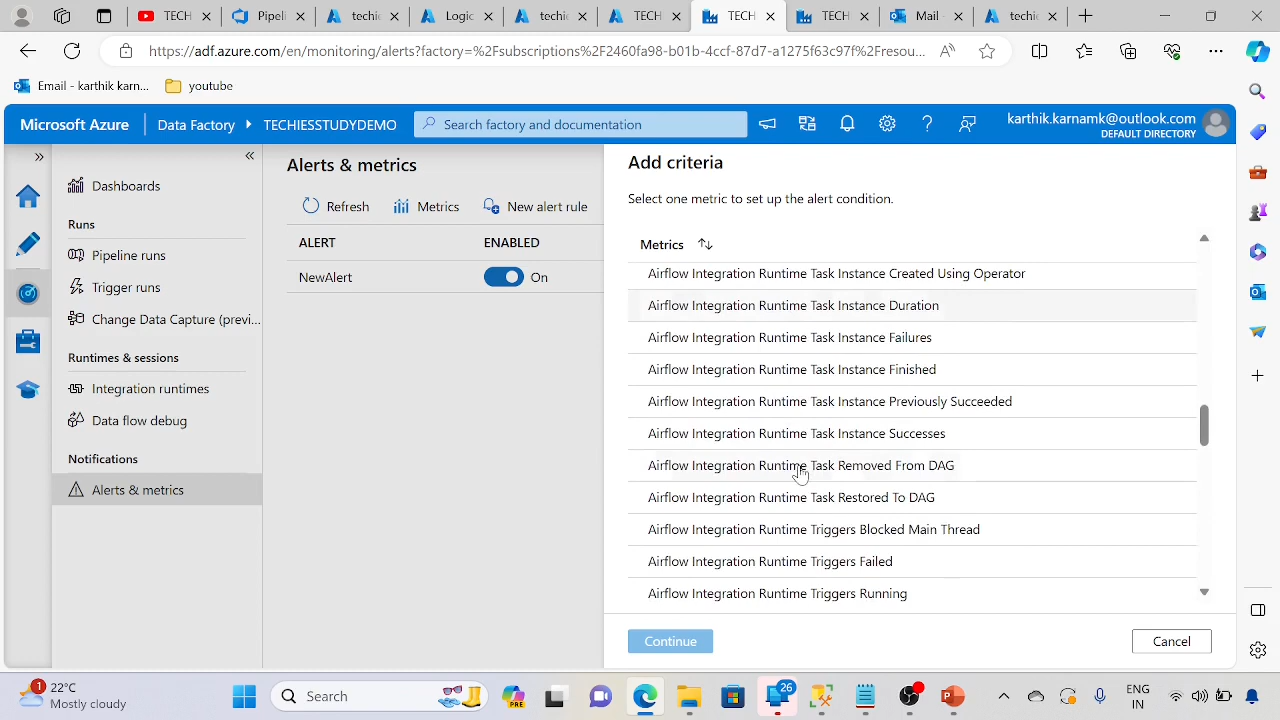 TECH
Pipeli
techie
Logic
techie
TECH
TECH
TECH
Mail -
techie
https://adf.azure.com/en/monitoring/alerts?factory=%2Fsubscriptions%2F2460fa98-b01b-4ccf-87d7-a1275f63c97f%2Fresou...
Email - karthik karn...
youtube
Microsoft Azure
Data Factory
TECHIESSTUDYDEMO
Search factory and documentation
karthik.karnamk@outlook.com
DEFAULT DIRECTORY
Dashboards
Runs
Pipeline runs
Trigger runs
Change Data Capture (previ...
Runtimes & sessions
Integration runtimes
Data flow debug
Notifications
Alerts & metrics
Alerts & metrics
Refresh
Metrics
New alert rule
ALERT ENABLED
NewAlert On
Add criteria
Select one metric to set up the alert condition.
Metrics
Airflow Integration Runtime Task Instance Created Using Operator
Airflow Integration Runtime Task Instance Duration
Airflow Integration Runtime Task Instance Failures
Airflow Integration Runtime Task Instance Finished
Airflow Integration Runtime Task Instance Previously Succeeded
Airflow Integration Runtime Task Instance Successes
Airflow Integration Runtime Task Removed From DAG
Airflow Integration Runtime Task Restored To DAG
Airflow Integration Runtime Triggers Blocked Main Thread
Airflow Integration Runtime Triggers Failed
Airflow Integration Runtime Triggers Running
Continue
Cancel
1
22°C
Mostly cloudy
Search
PRE
26
ENG
IN